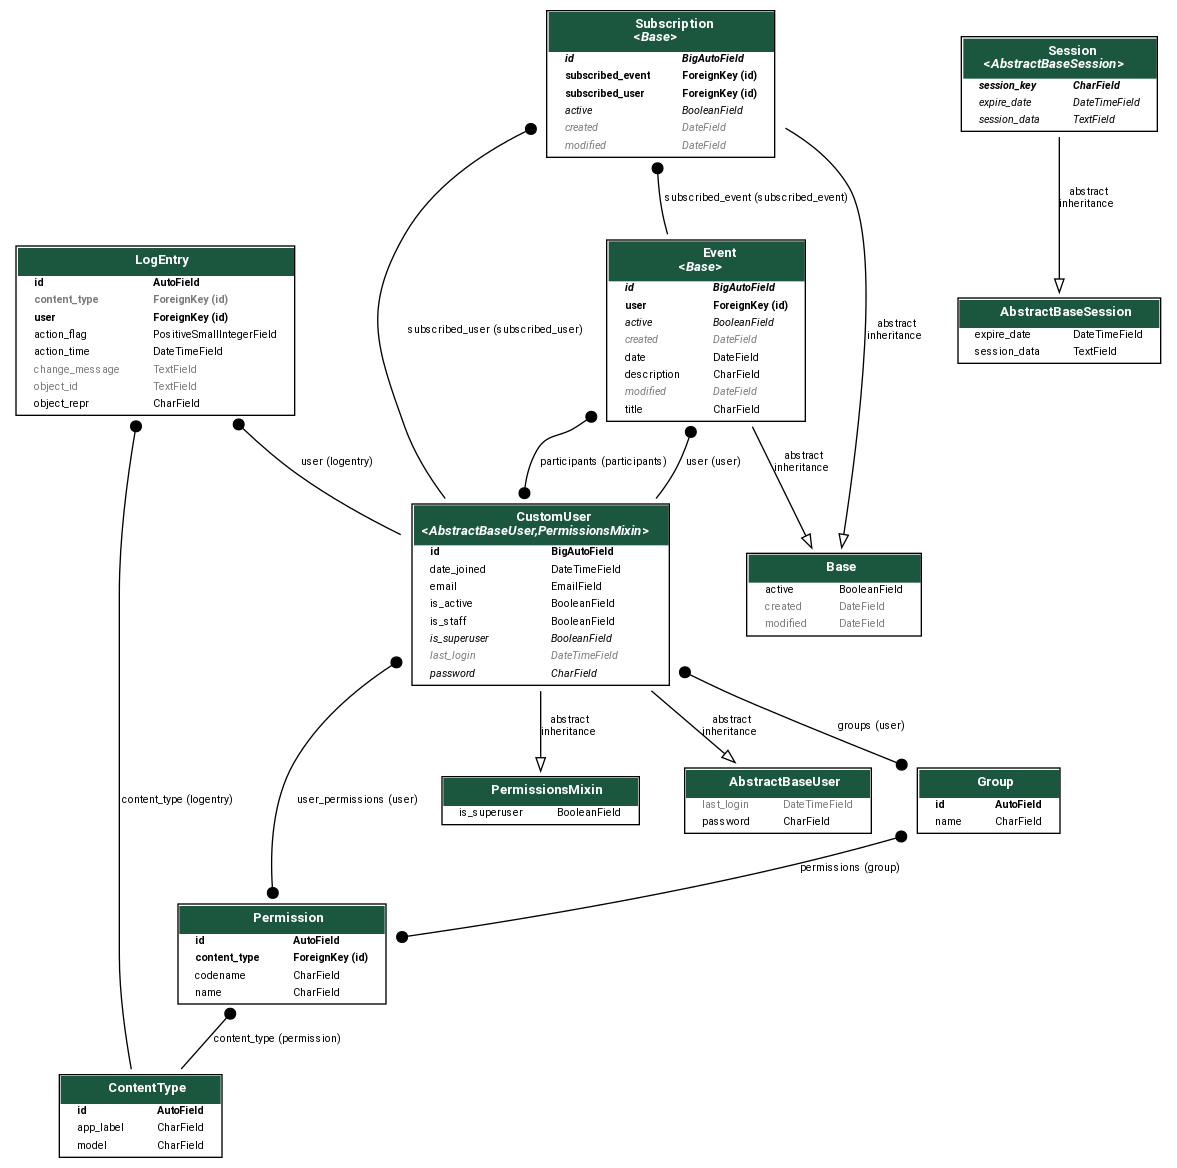 Subscription
<Base>
id BigAutoField
subscribed_event ForeignKey (id)
subscribed_user ForeignKey (id)
active BooleanField
created DateField
modified DateField
Session
<AbstractBaseSession>
session_key CharField
expire_date DateTimeField
session_data TextField
subscribed_event (subscribed_event)
abstract
inheritance
LogEntry
id AutoField
content_type ForeignKey (id)
user ForeignKey (id)
action_flag PositiveSmallIntegerField
action_time DateTimeField
change_message TextField
object_id TextField
object_repr CharField
subscribed_user (subscribed_user)
Event
<Base>
id BigAutoField
user ForeignKey (id)
active BooleanField
created DateField
date DateField
description CharField
modified DateField
title CharField
abstract
inheritance
AbstractBaseSession
expire_date DateTimeField
session_data TextField
user (logentry)
participants (participants)
user (user)
abstract
inheritance
CustomUser
<AbstractBaseUser,PermissionsMixin>
id BigAutoField
date_joined DateTimeField
email EmailField
is_active BooleanField
is_staff BooleanField
is_superuser BooleanField
last_login DateTimeField
password CharField
Base
active BooleanField
created DateField
modified DateField
abstract
inheritance
abstract
inheritance
groups (user)
content_type (logentry)
user_permissions (user)
PermissionsMixin
is_superuser BooleanField
AbstractBaseUser
last_login DateTimeField
password CharField
Group
id AutoField
name CharField
permissions (group)
Permission
id AutoField
content_type ForeignKey (id)
codename CharField
name CharField
content_type (permission)
ContentType
id AutoField
app_label CharField
model CharField